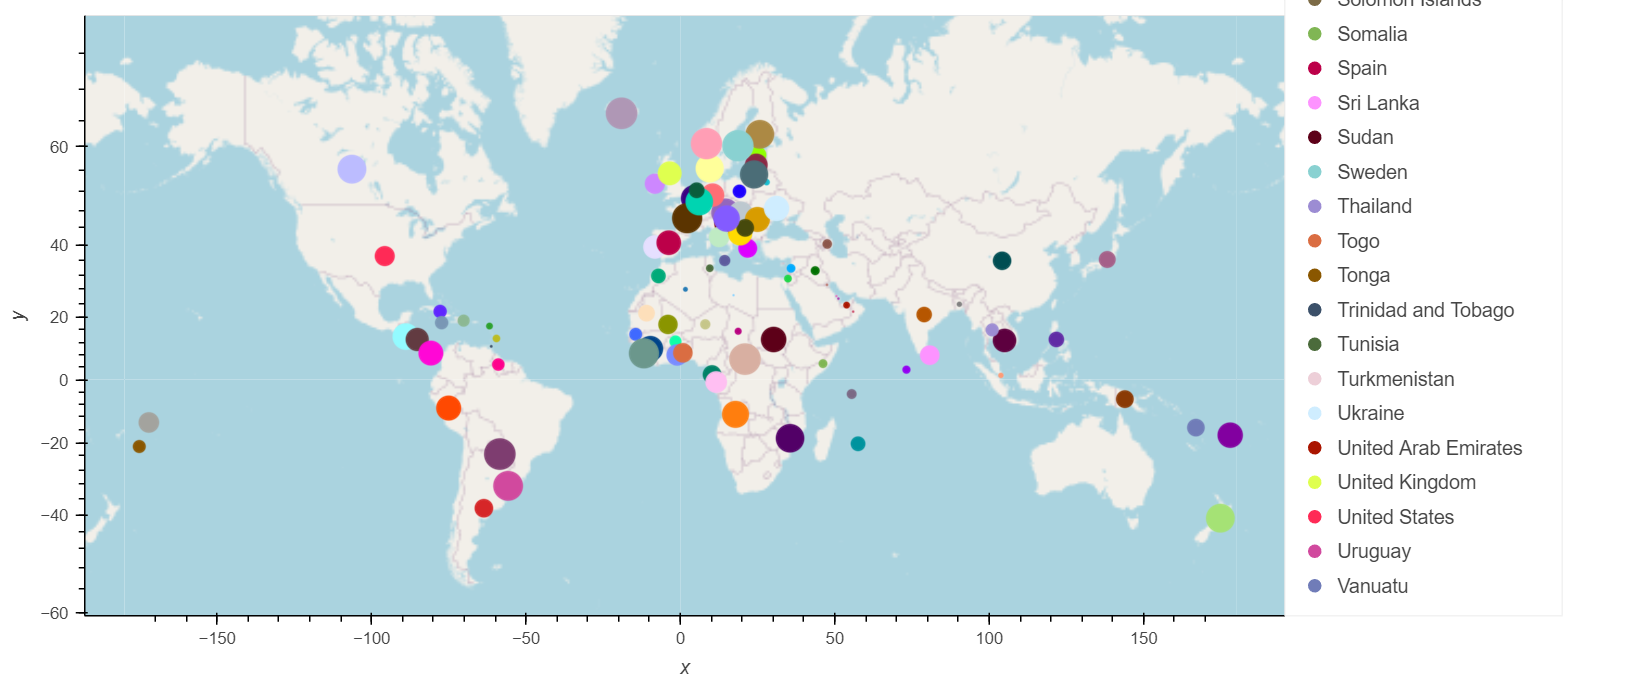 Solomon Islands
Somalia
Spain
Sri Lanka
Sudan
Sweden
Thailand
Togo
Tonga
Trinidad and Tobago
Tunisia
Turkmenistan
Ukraine
United Arab Emirates
United Kingdom
United States
Uruguay
Vanuatu
60
40
20
0
−20
−40
−60
y
−150
−100
−50
0
50
100
150
x